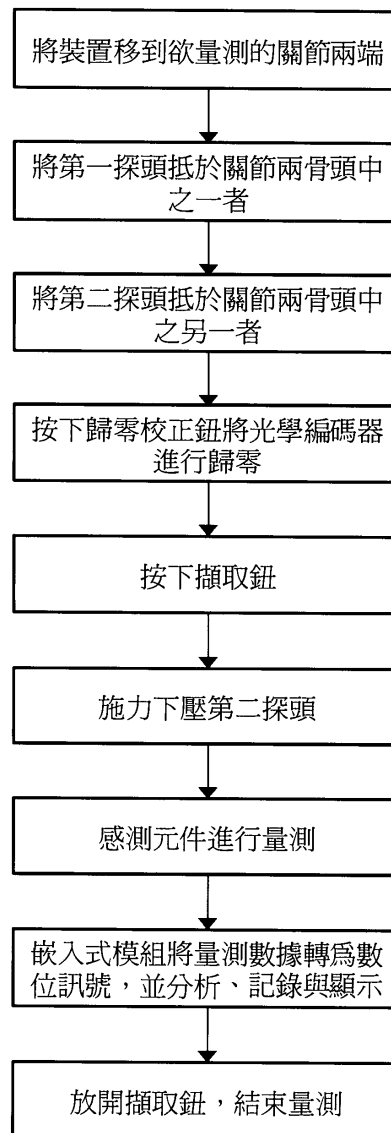 將裝置移到欲量測的關節兩端
將第一探頭抵於關節兩骨頭中
之一者
將第二探頭抵於關節兩骨頭中
之另一者
按下歸零校正鈕將光學編碼器
進行歸零
按下擷取鈕
施力下壓第二探頭
感測元件進行量測
嵌入式模組將量測數據轉為數
位訊號，並分析、記錄與顯示
放開擷取鈕，結束量測